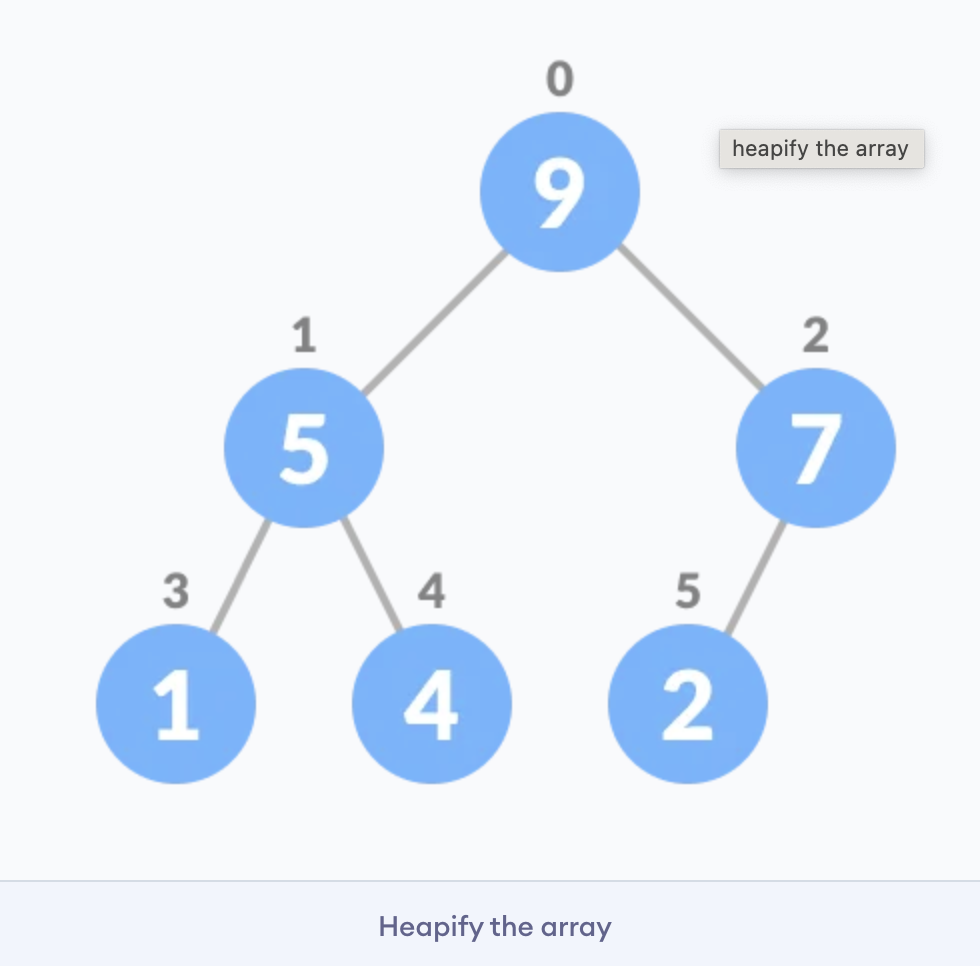 0
heapify the array
9
1 2
5 7
3 4 5
1 4 2
Heapify the array